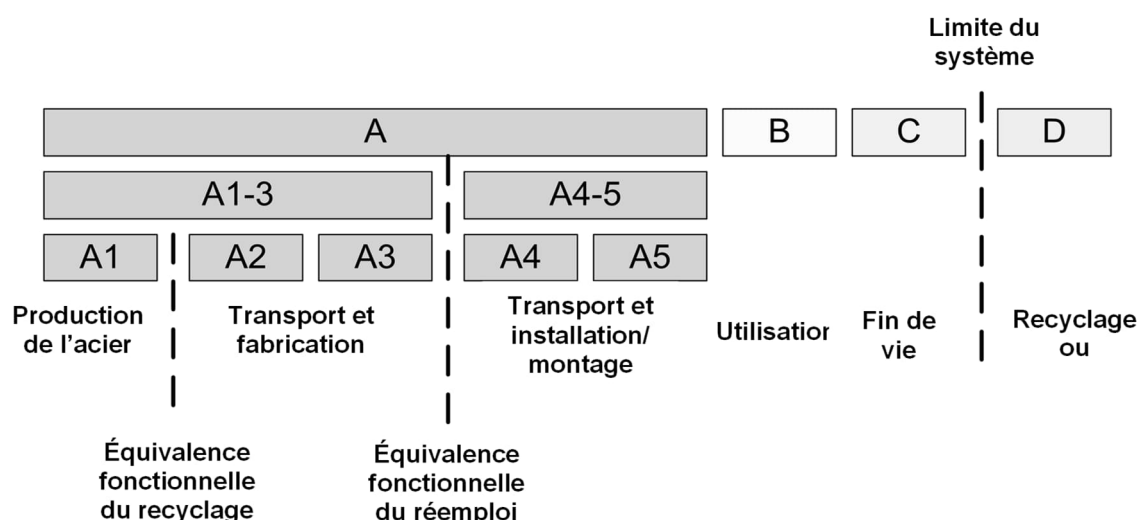 Limite du
système
A
B
C
D
A1-3
A4-5
A1
A2
A3
A4
A5
Production
de l'acier
Transport et
fabrication
Transport et
installation/
montage
Utilisation
Fin de
vie
Recyclage
ou
Équivalence
fonctionnelle
du recyclage
Équivalence
fonctionnelle
du réemploi